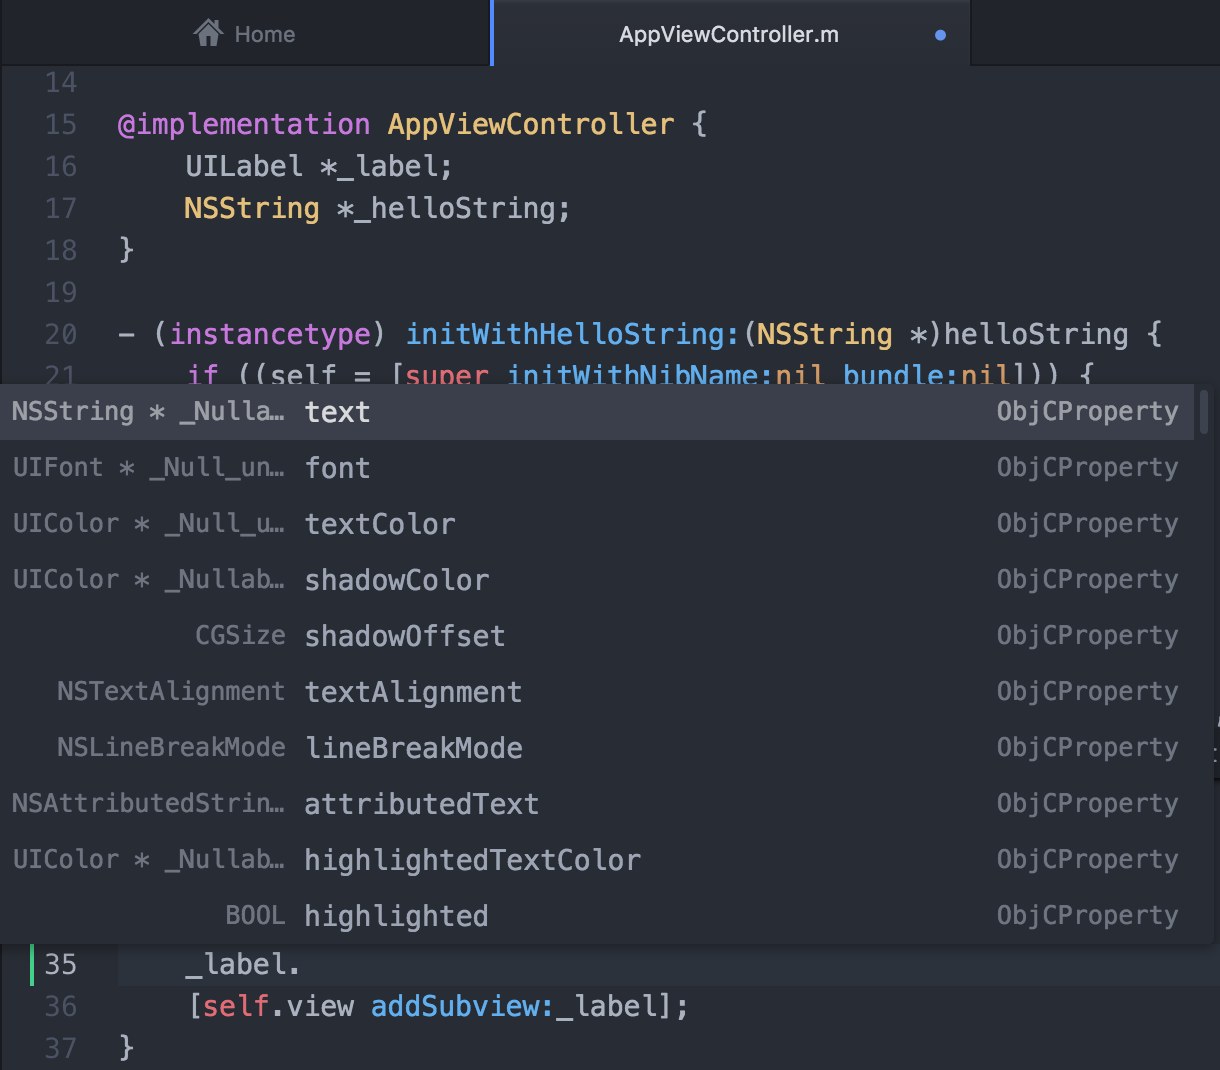 Home
AppViewController.m
14
15 @implementation AppViewController {
16 UILabel *_label;
17 NSString *_helloString;
18 }
19
20 - (instancetype) initWithHelloString:(NSString *)helloString {
21 if ((self = [super initWithNibName:nil bundle:nil])) {
NSString * _Nulla… text ObjCProperty
UIFont * _Null_un… font ObjCProperty
UIColor * _Null_u… textColor ObjCProperty
UIColor * _Nullab… shadowColor ObjCProperty
CGSize shadowOffset ObjCProperty
NSTextAlignment textAlignment ObjCProperty
NSLineBreakMode lineBreakMode ObjCProperty
NSAttributedStrin… attributedText ObjCProperty
UIColor * _Nullab… highlightedTextColor ObjCProperty
BOOL highlighted ObjCProperty
35 _label.
36 [self.view addSubview:_label];
37 }